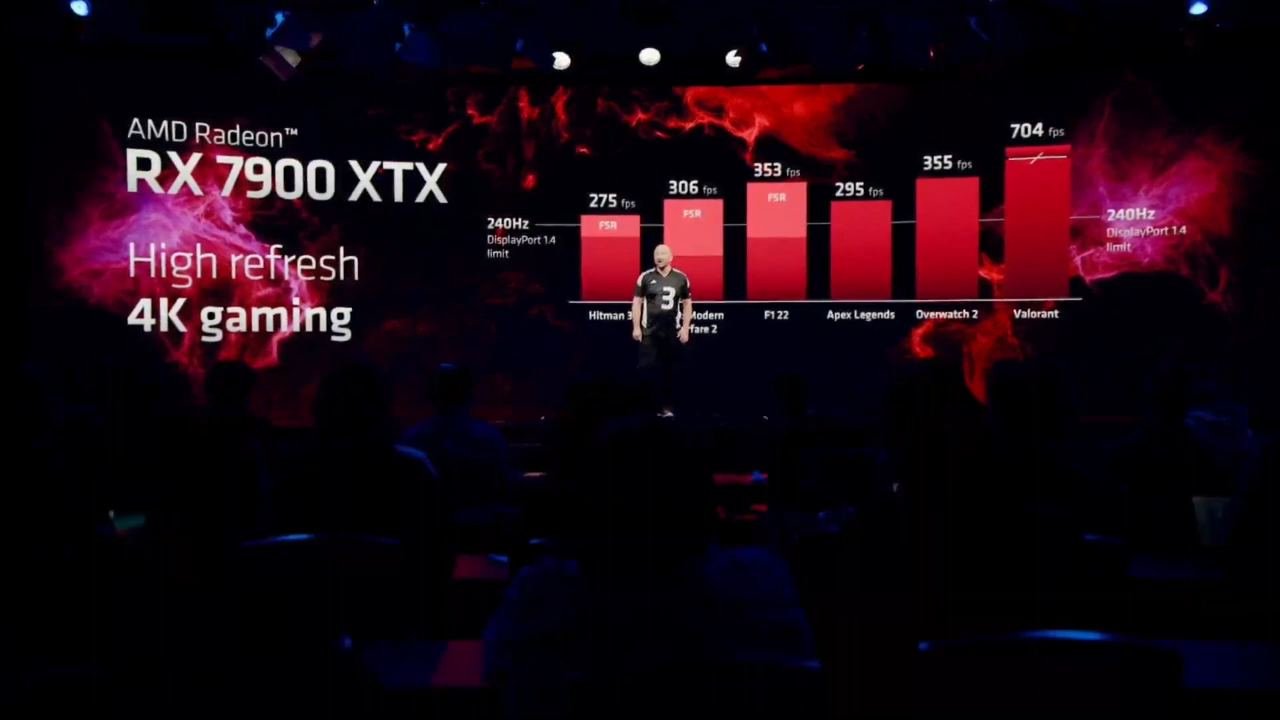 AMD Radeon™
RX 7900 XTX
High refresh
4K gaming
240Hz
DisplayPort 1.4
limit
275 fps
FSR
306 fps
FSR
353 fps
FSR
295 fps
355 fps
704 fps
240Hz
DisplayPort 1.4
limit
Hitman
Modern
F1 22
Apex Legends
Overwatch 2
Valorant
3